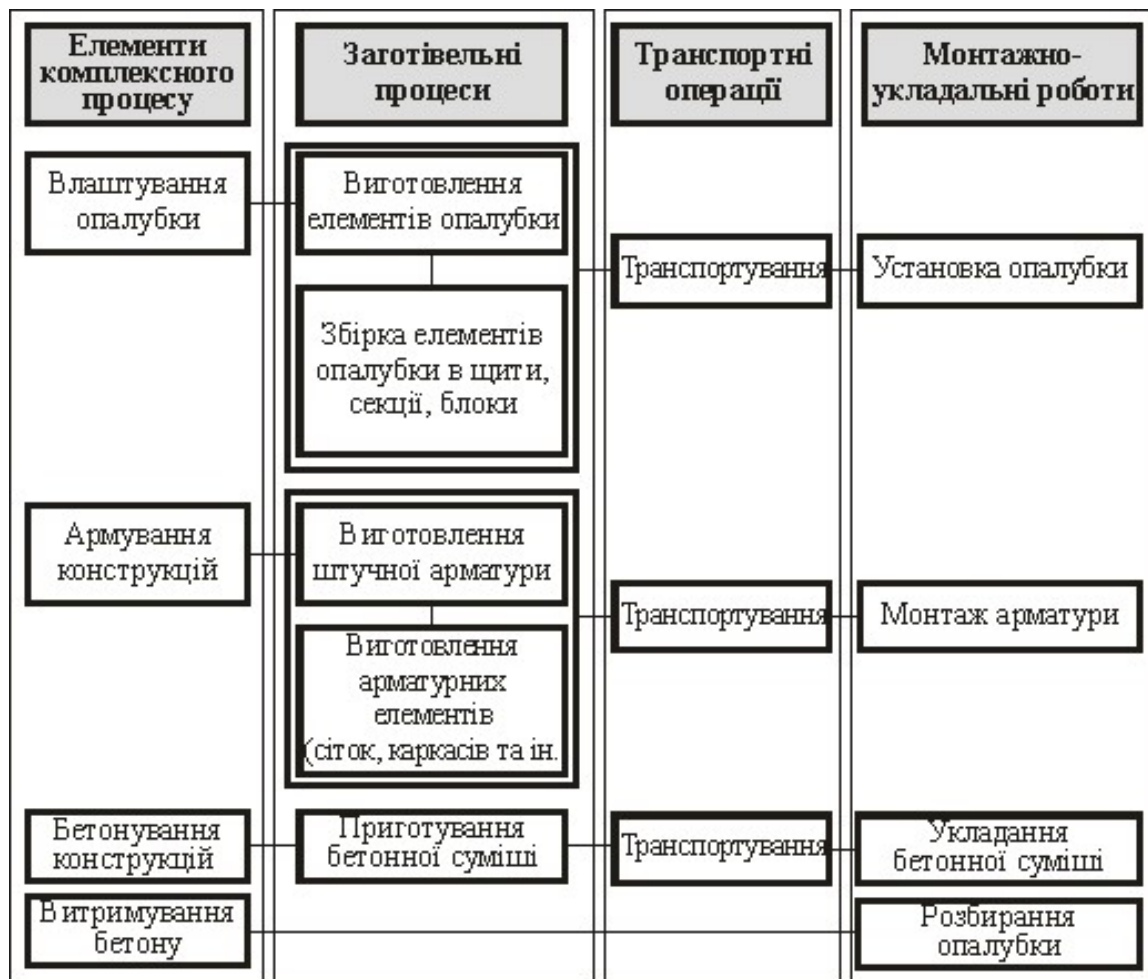 Елементи
комплексного
процесу
Заготівельні
процеси
Транспортні
операції
Монтажно-
укладальні роботи
Влаштування
опалубки
Виготовлення
елементів опалубки
Транспортування
Установка опалубки
Збірка елементів
опалубки в щити,
секції, блоки
Армування
конструкцій
Виготовлення
штучної арматури
Транспортування
Монтаж арматури
Виготовлення
арматурних
елементів
(сіток, каркасів та ін.
Бетонування
конструкцій
Приготування
бетонної суміші
Транспортування
Укладання
бетонної суміші
Витримування
бетону
Розбирання
опалубки